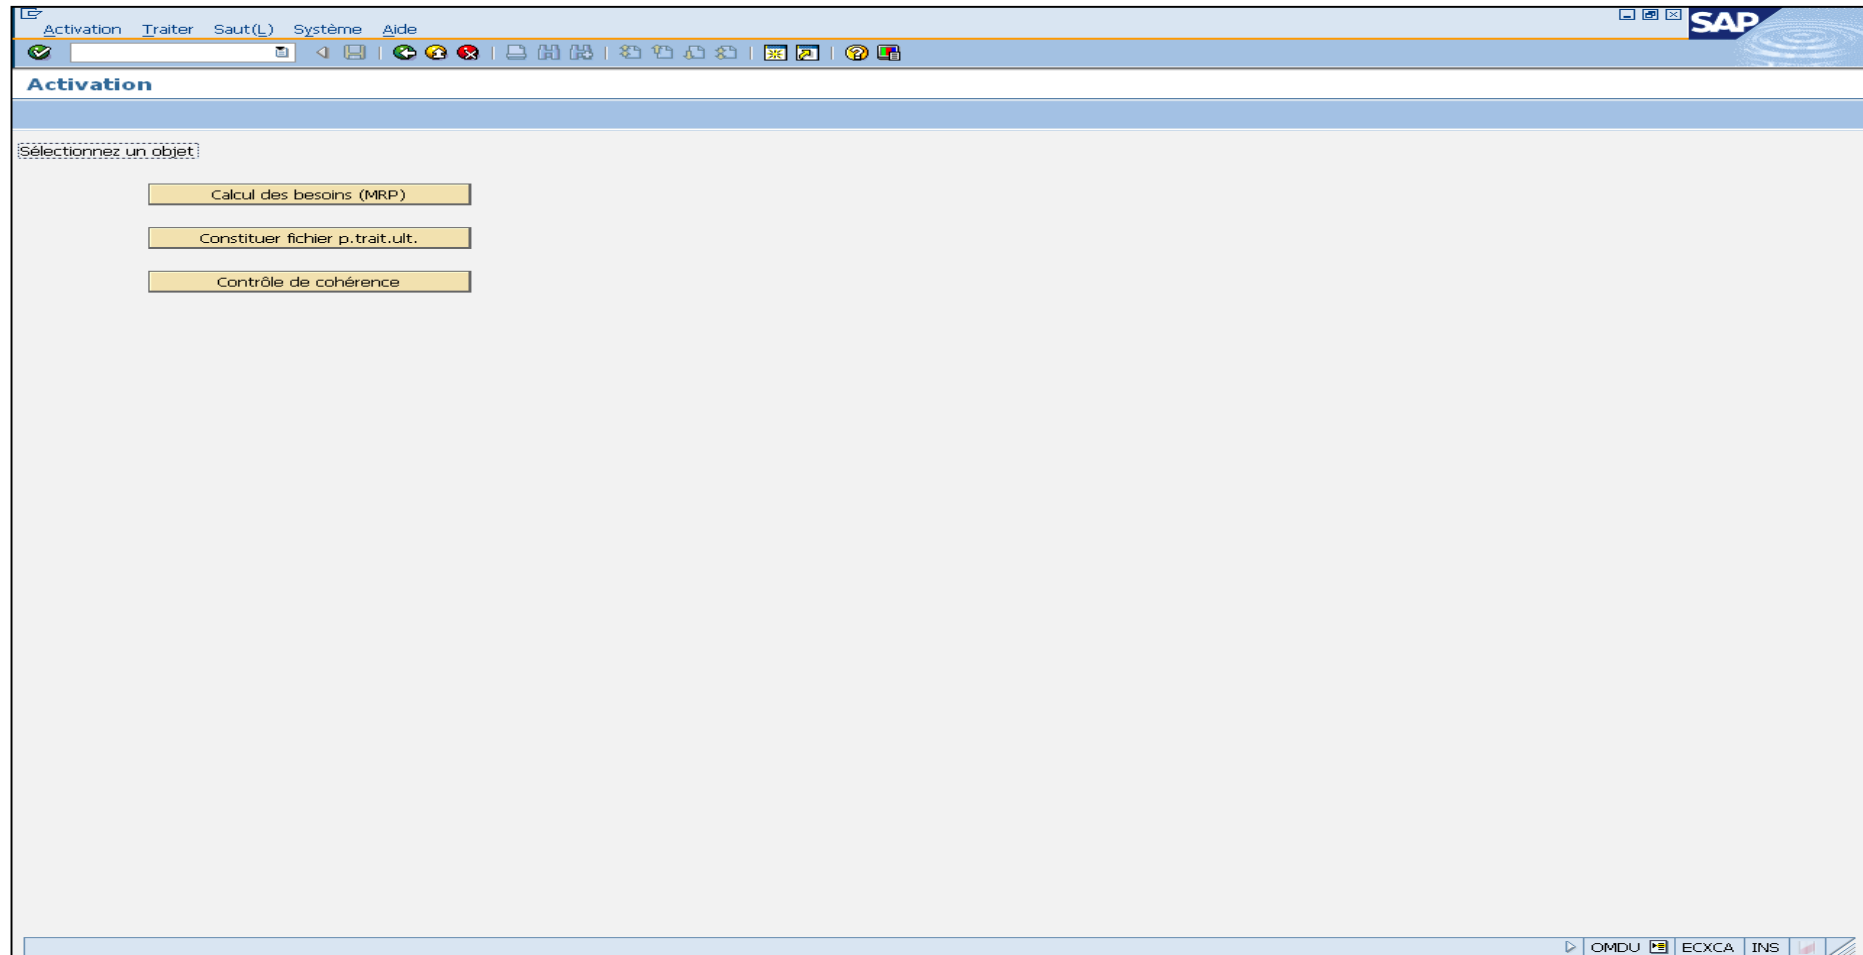 SAP
Activation Traiter Saut(L) Système Aide
Activation
Sélectionnez un objet
Calcul des besoins (MRP)
Constituer fichier p.trait.ult.
Contrôle de cohérence
OMDU ECXCA INS